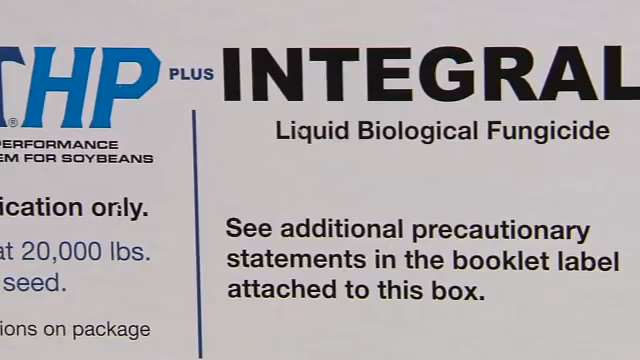 T.HP PLUS INTEGRAL
®
Liquid Biological Fungicide
PERFORMANCE
EM FOR SOYBEANS
ication only.
at 20,000 lbs.
seed.
ions on package
See additional precautionary
statements in the booklet label
attached to this box.